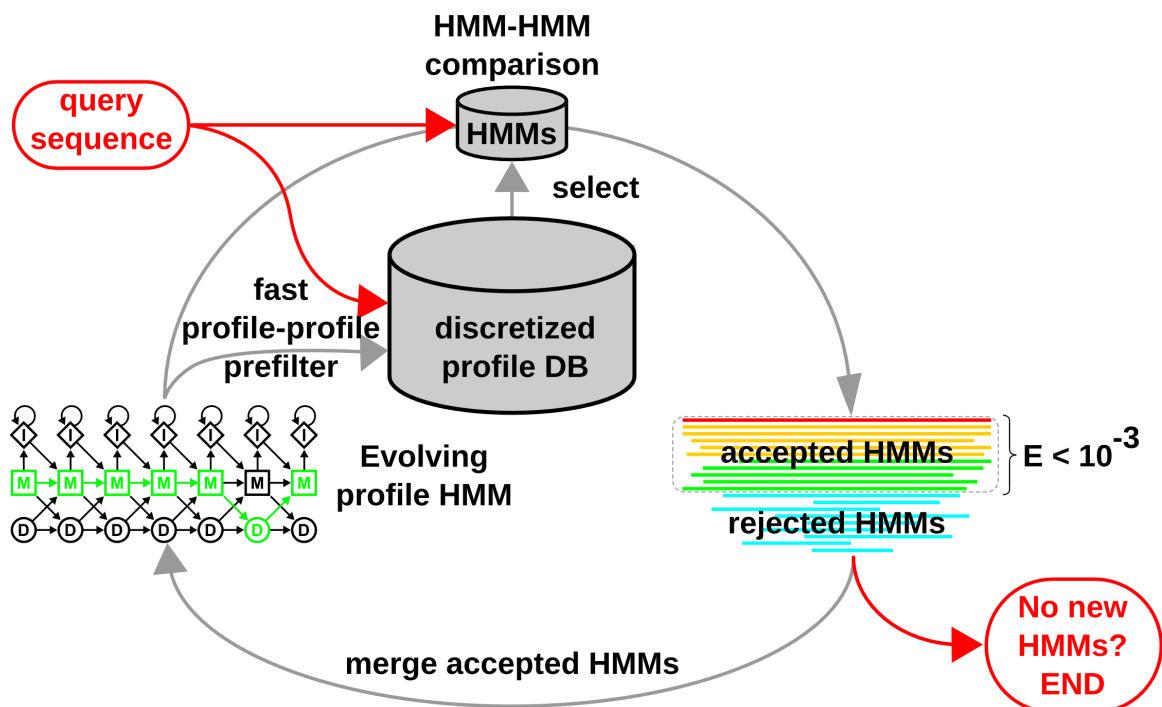 HMM-HMM
comparison
query
sequence
HMMs
select
fast
profile-profile
prefilter
discretized
profile DB
I I I I I I I
M M M M M M M
D D D D D D D
Evolving
profile HMM
accepted HMMs
E < 10^-3
rejected HMMs
merge accepted HMMs
No new
HMMs?
END